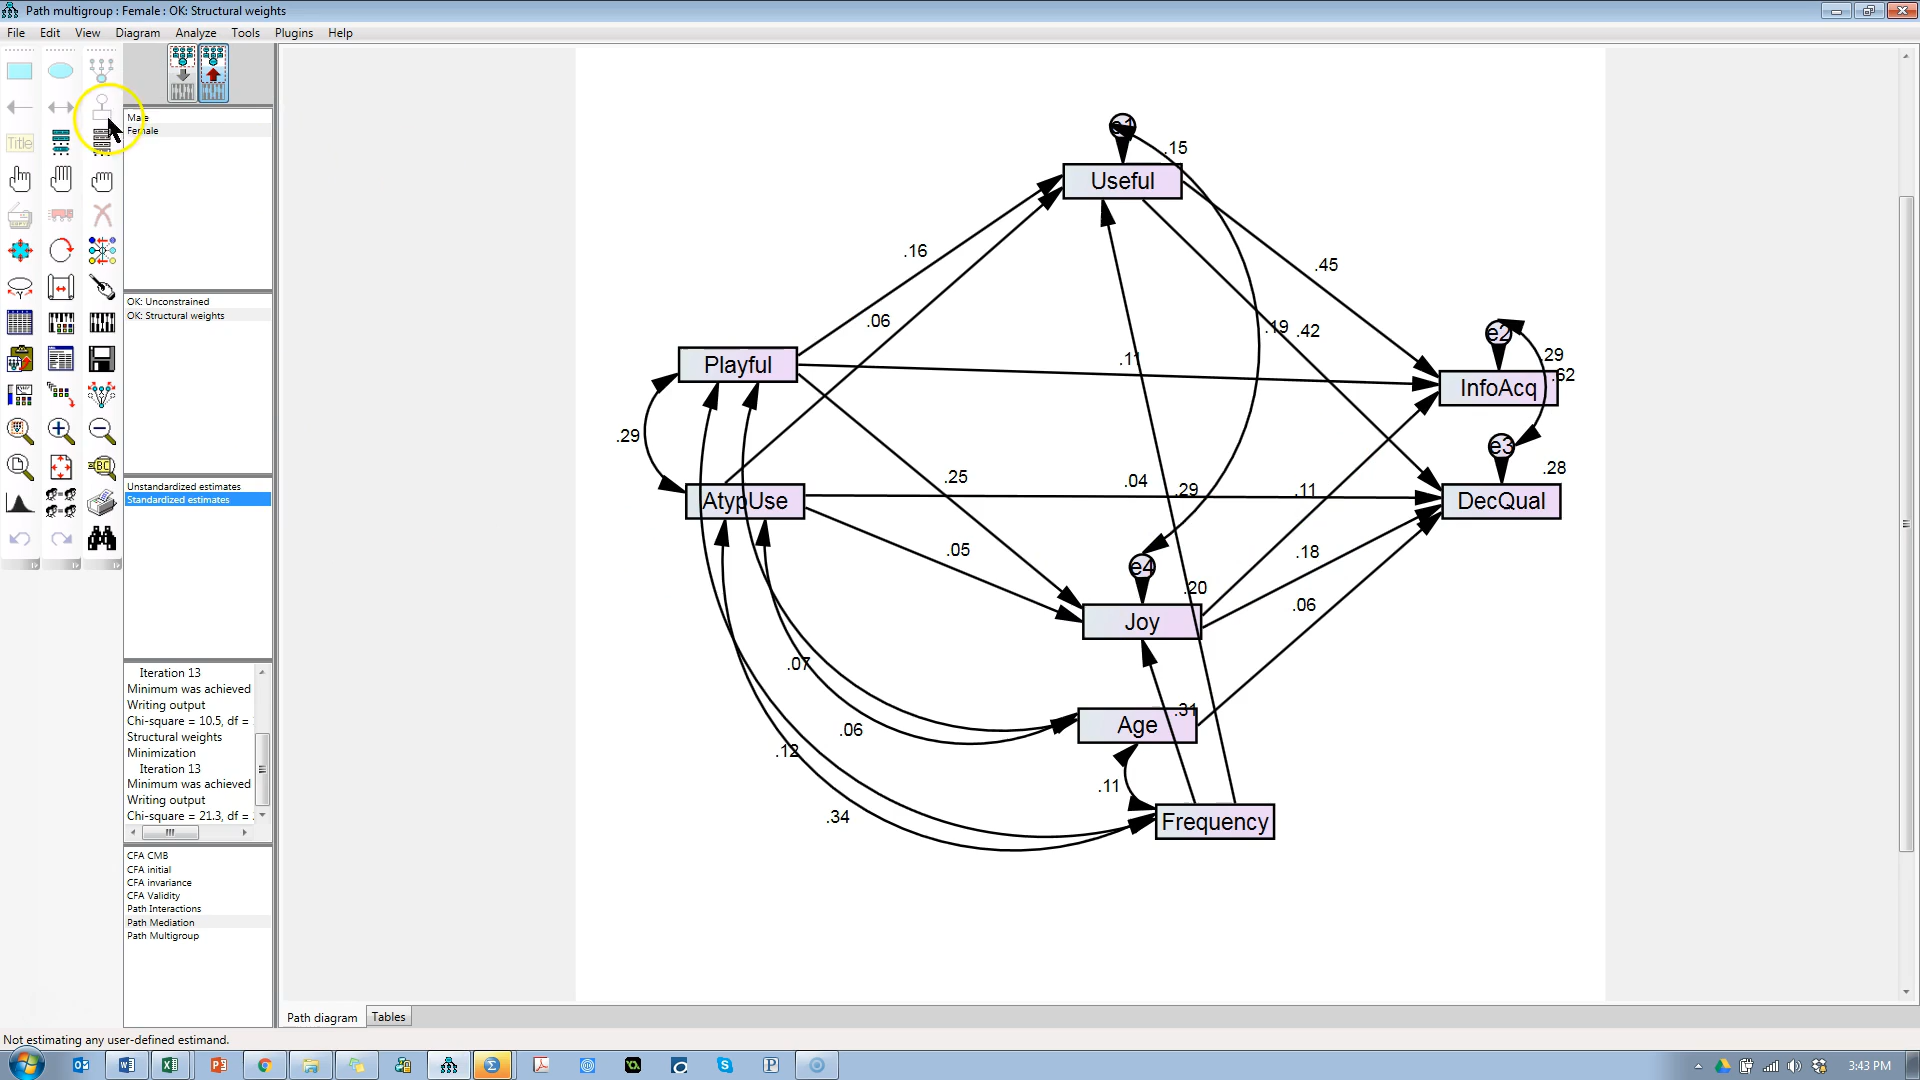 Path multigroup : Female : OK: Structural weights
File Edit View Diagram Analyze Tools Plugins Help
Title
Male
Female
OK: Unconstrained
OK: Structural weights
Unstandardized estimates
Standardized estimates
Iteration 13
Minimum was achieved
Writing output
Chi-square = 10.5, df =
Structural weights
Minimization
Iteration 13
Minimum was achieved
Writing output
Chi-square = 21.3, df =
CFA CMB
CFA initial
CFA invariance
CFA Validity
Path Interactions
Path Mediation
Path Multigroup
e1
.15
Useful
.16
.45
.06
.19
.42
e2
.11
.29
.62
Playful
InfoAcq
.29
e3
.25
.04
.29
.11
.28
AtypUse
DecQual
.05
.18
e4
.20
.06
Joy
.07
.31
.06
Age
.12
.11
.34
Frequency
Path diagram
Tables
Not estimating any user-defined estimand.
3:43 PM